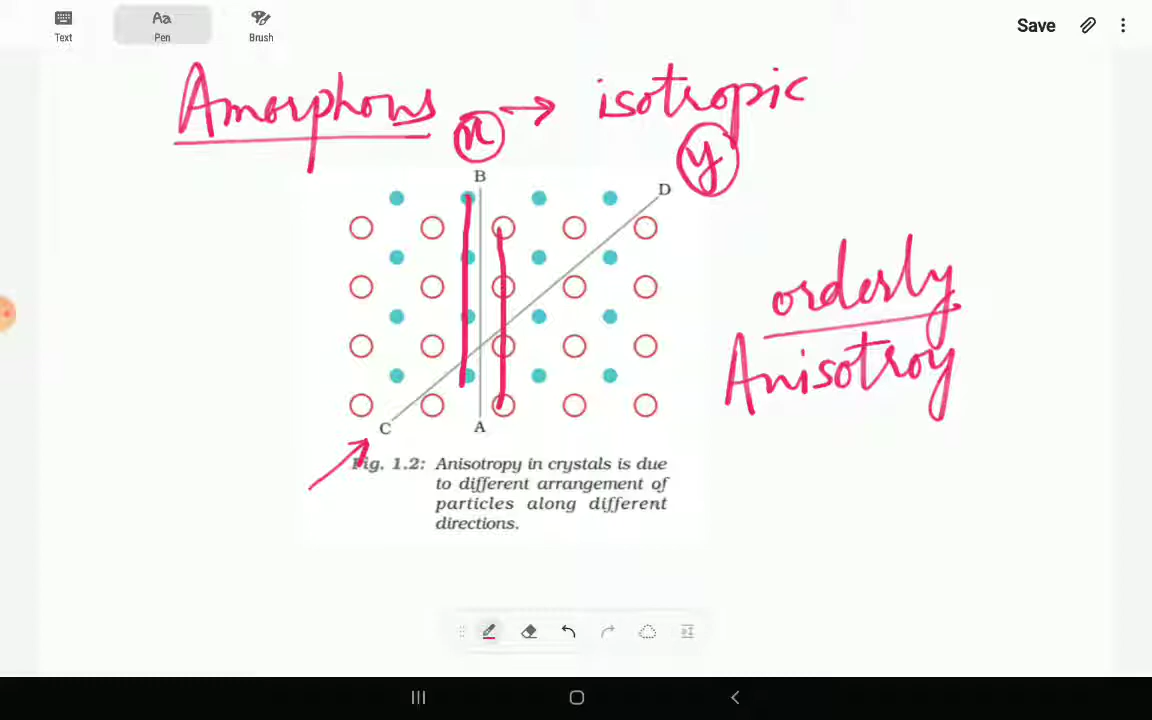 Text Pen Brush Save
Amorphous → isotropic
x y
B
D
orderly
Anisotroy
C A
Fig. 1.2: Anisotropy in crystals is due
to different arrangement of
particles along different
directions.